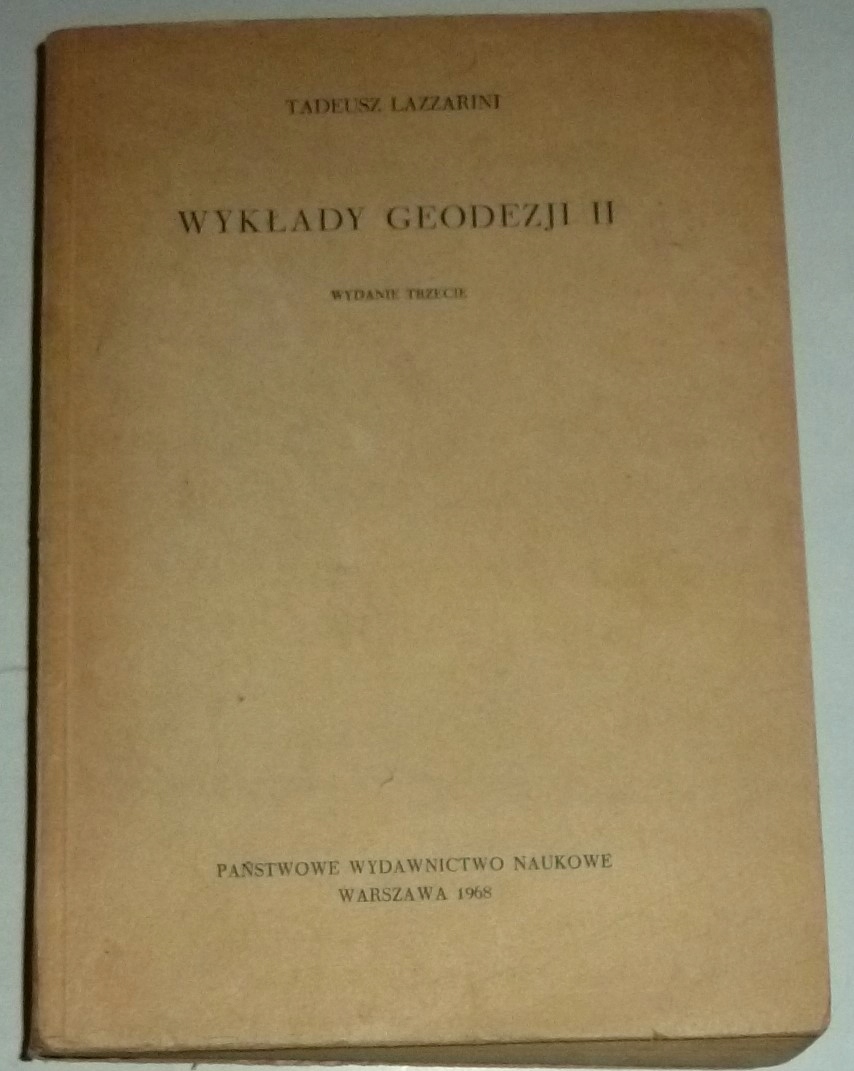 TADEUSZ LAZZARINI
WYKŁADY GEODEZJI II
WYDANIE TRZECIE
PAŃSTWOWE WYDAWNICTWO NAUKOWE
WARSZAWA 1968